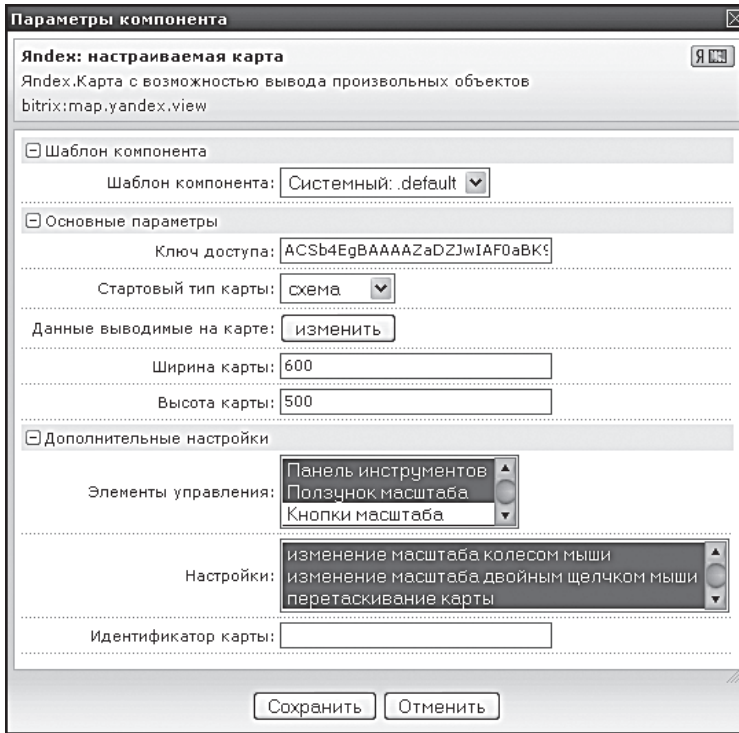 Параметры компонента
Яndex: настраиваемая карта
Яndex.Карта с возможностью вывода произвольных объектов
bitrix:map.yandex.view
Шаблон компонента
Шаблон компонента: Системный: .default
Основные параметры
Ключ доступа: ACSb4EgBAAAAZaDZJwIAF0aBK9
Стартовый тип карты: схема
Данные выводимые на карте: изменить
Ширина карты: 600
Высота карты: 500
Дополнительные настройки
Элементы управления: Панель инструментов
Ползунок масштаба
Кнопки масштаба
Настройки: изменение масштаба колесом мыши
изменение масштаба двойным щелчком мыши
перетаскивание карты
Идентификатор карты:
Сохранить Отменить